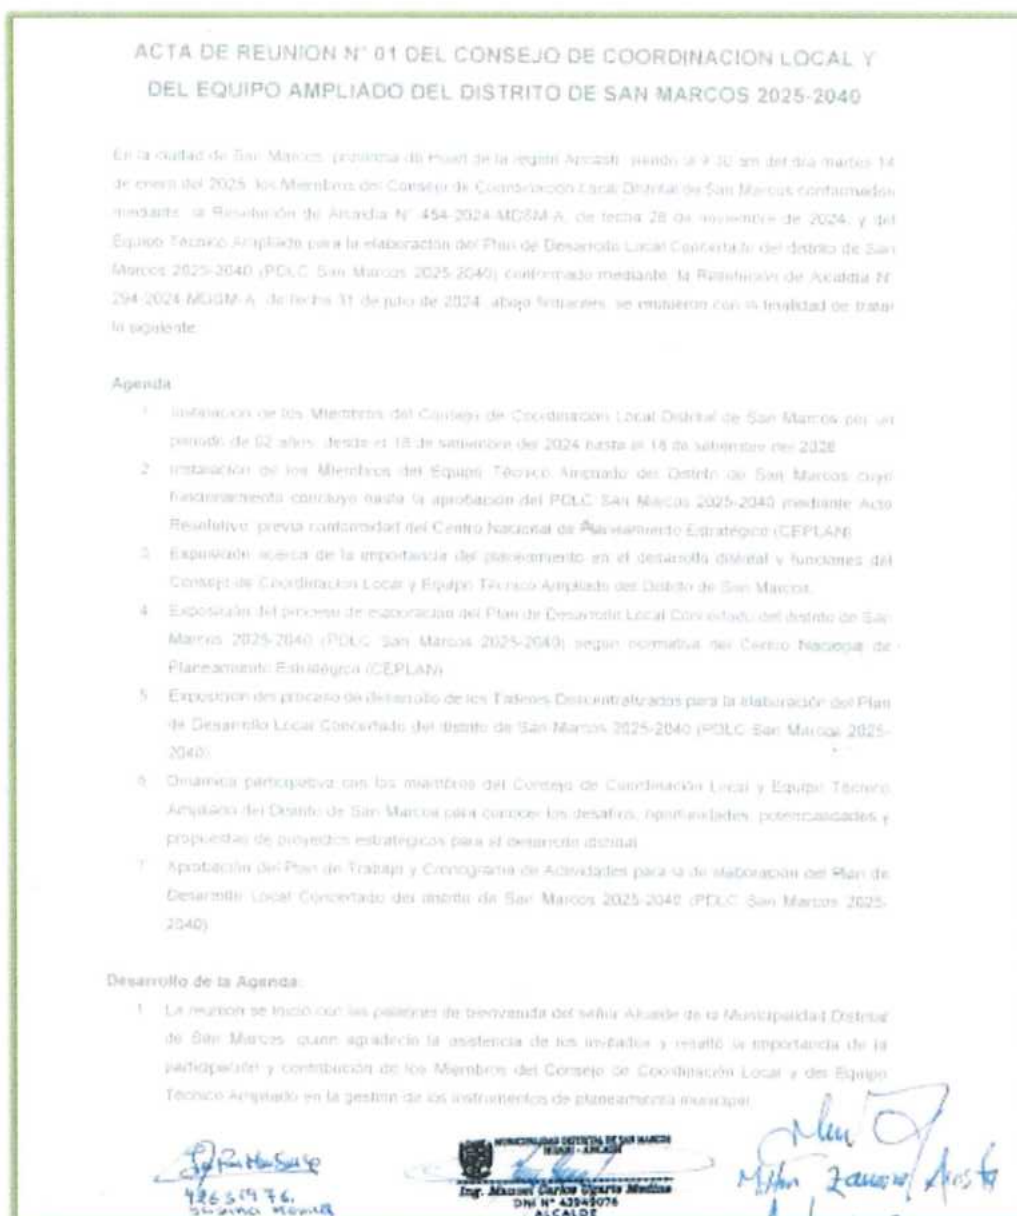 ACTA DE REUNION N° 01 DEL CONSEJO DE COORDINACION LOCAL Y
DEL EQUIPO AMPLIADO DEL DISTRITO DE SAN MARCOS 2025-2040
En la ciudad de San Marcos, provincia de Huari de la región Ancash, siendo la 9:30 am del día martes 14
de enero del 2025, los Miembros del Consejo de Coordinación Local Distrital de San Marcos conformados
mediante la Resolución de Alcaldía N° 454-2024-MDSM-A, de fecha 28 de noviembre de 2024, y del
Equipo Técnico Ampliado para la elaboración del Plan de Desarrollo Local Concertado del distrito de San
Marcos 2025-2040 (PDLC San Marcos 2025-2040) conformado mediante la Resolución de Alcaldía N°
294-2024-MDSM-A, de fecha 31 de julio de 2024, abajo firmantes, se reunieron con la finalidad de tratar
lo siguiente:
Agenda
1. Instalación de los Miembros del Consejo de Coordinación Local Distrital de San Marcos por un
periodo de 02 años, desde el 18 de setiembre del 2024 hasta el 18 de setiembre del 2026
2. Instalación de los Miembros del Equipo Técnico Ampliado del Distrito de San Marcos cuyo
funcionamiento concluye hasta la aprobación del PDLC San Marcos 2025-2040 mediante Acto
Resolutivo, previa conformidad del Centro Nacional de Planeamiento Estratégico (CEPLAN)
3. Exposición acerca de la importancia del planeamiento en el desarrollo distrital y funciones del
Consejo de Coordinación Local y Equipo Técnico Ampliado del Distrito de San Marcos.
4. Exposición del proceso de elaboración del Plan de Desarrollo Local Concertado del distrito de San
Marcos 2025-2040 (PDLC San Marcos 2025-2040) según normativa del Centro Nacional de
Planeamiento Estratégico (CEPLAN)
5. Exposición del proceso de desarrollo de los Talleres Descentralizados para la elaboración del Plan
de Desarrollo Local Concertado del distrito de San Marcos 2025-2040 (PDLC San Marcos 2025-
2040)
6. Dinámica participativa con los miembros del Consejo de Coordinación Local y Equipo Técnico
Ampliado del Distrito de San Marcos para conocer los desafíos, oportunidades, potencialidades y
propuestas de proyectos estratégicos para el desarrollo distrital
7. Aprobación del Plan de Trabajo y Cronograma de Actividades para la de elaboración del Plan de
Desarrollo Local Concertado del distrito de San Marcos 2025-2040 (PDLC San Marcos 2025-
2040)
Desarrollo de la Agenda:
1. La reunión se inició con las palabras de bienvenida del señor Alcalde de la Municipalidad Distrital
de San Marcos, quien agradeció la asistencia de los invitados y resaltó la importancia de la
participación y contribución de los Miembros del Consejo de Coordinación Local y del Equipo
Técnico Ampliado en la gestión de los instrumentos de planeamiento municipal
MUNICIPALIDAD DISTRITAL DE SAN MARCOS
HUARI - ANCASH
Ing. Manuel Carlos Ugarte Medina
DNI N° 43949076
ALCALDE